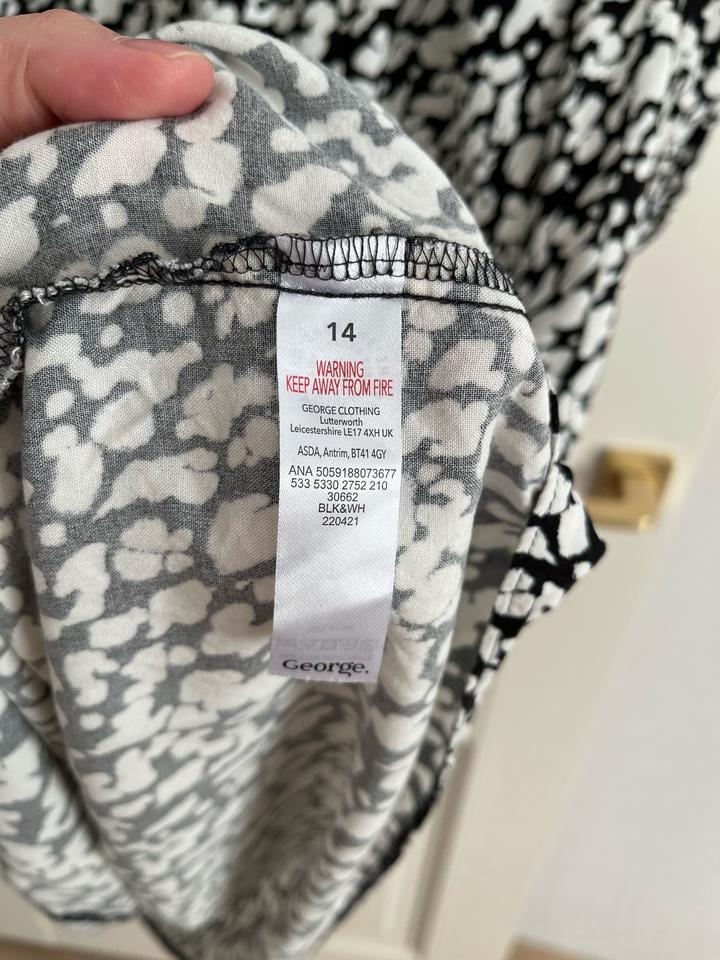 14
WARNING
KEEP AWAY FROM FIRE
GEORGE CLOTHING
Lutterworth
Leicestershire LE17 4XH UK
ASDA, Antrim, BT41 4GY
ANA 5059188073677
533 5330 2752 210
30662
BLK&WH
220421
George.